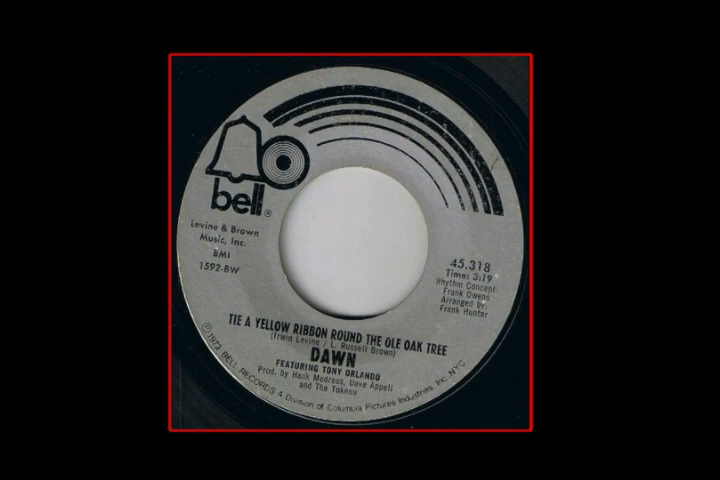 bell®
Levine & Brown
Music, Inc.
BMI
1592-BW
45.318
Time: 3:19
Rhythm Concept
Frank Owens
Arranged by:
Frank Hunter
TIE A YELLOW RIBBON ROUND THE OLE OAK TREE
(Irwin Levine / L. Russell Brown)
DAWN
FEATURING TONY ORLANDO
Prod. by Hank Medress, Dave Appell
and The Tokens
℗1973 BELL RECORDS A Division of Columbia Pictures Industries Inc. NYC